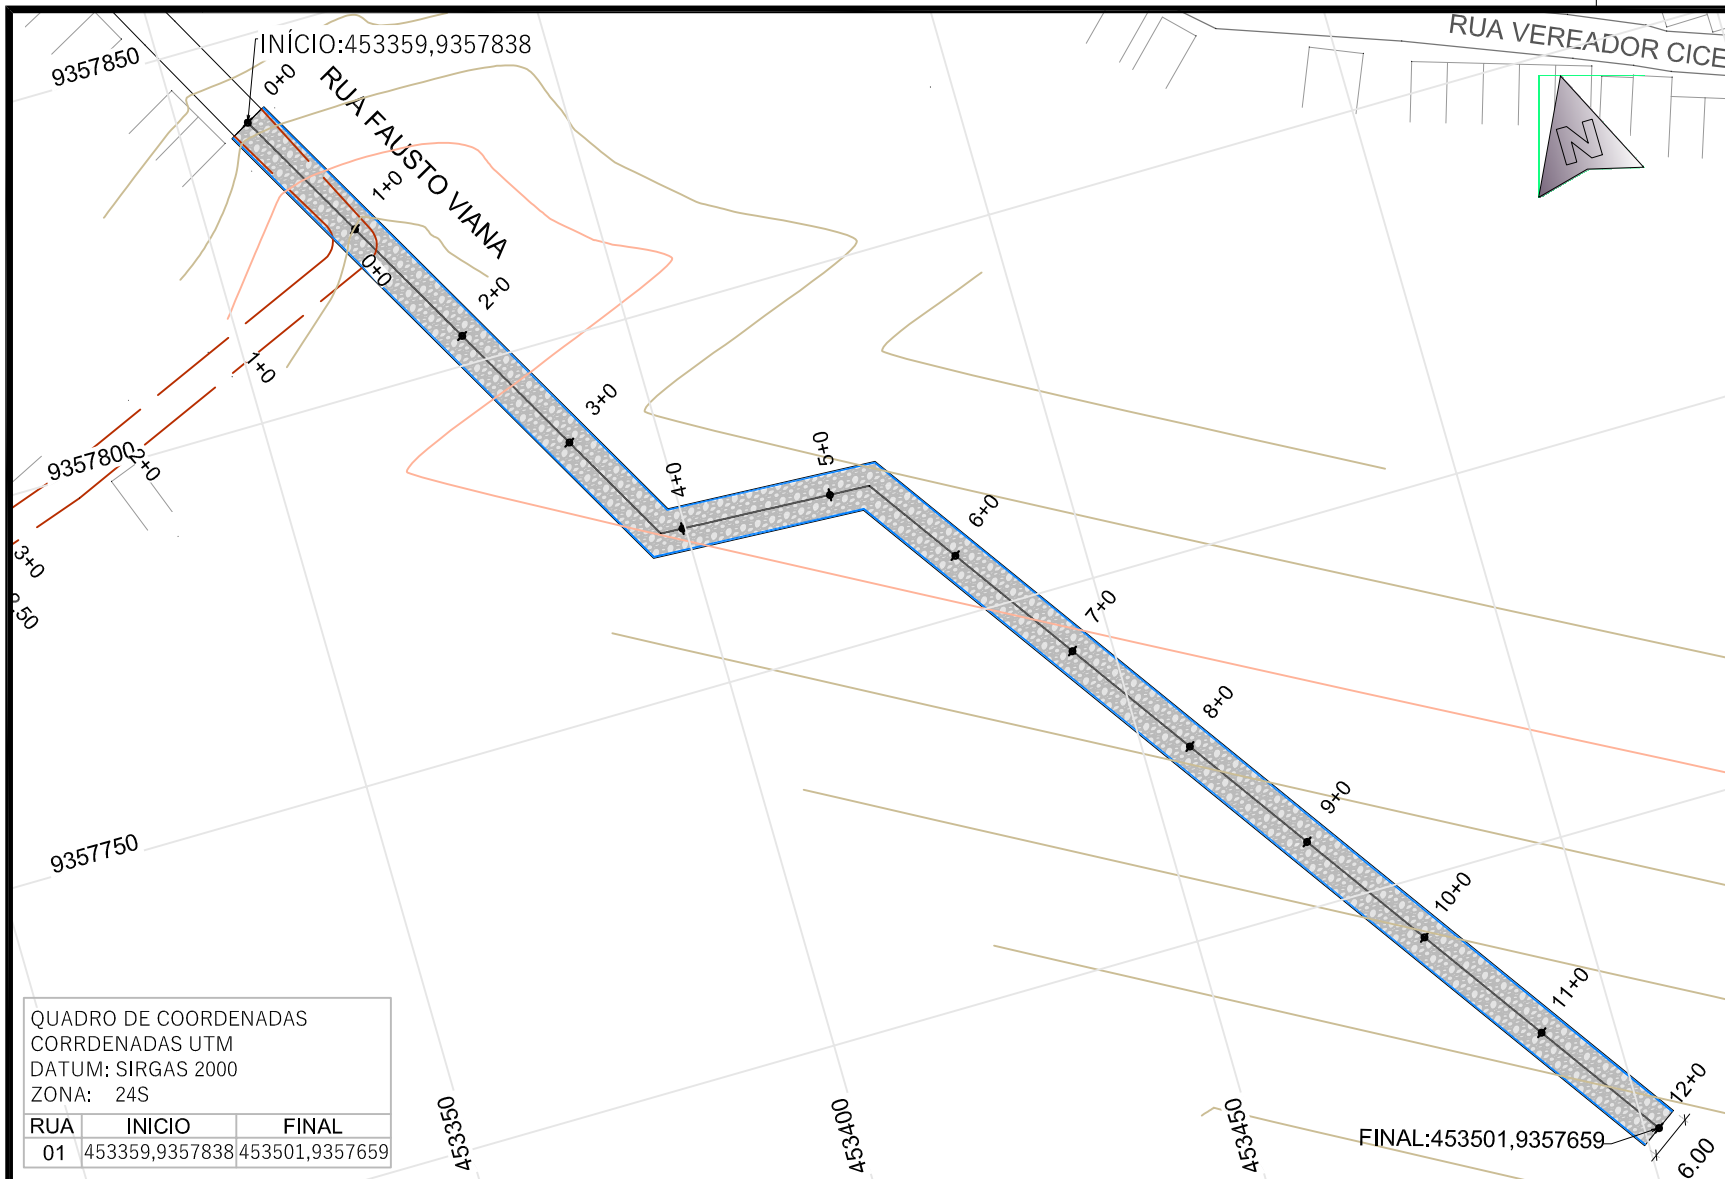 INÍCIO:453359,9357838
RUA VEREADOR CICE
9357850
0+0
RUA FAUSTO VIANA
N
1+0
0+0
2+0
1+0
3+0
9357800
2+0
4+0
5+0
6+0
3+0
7+0
8+0
9+0
9357750
10+0
11+0
12+0
QUADRO DE COORDENADAS
CORRDENADAS UTM
DATUM: SIRGAS 2000
ZONA: 24S
RUA INICIO FINAL
01 453359,9357838 453501,9357659
453350
453400
453450
FINAL:453501,9357659
6.00